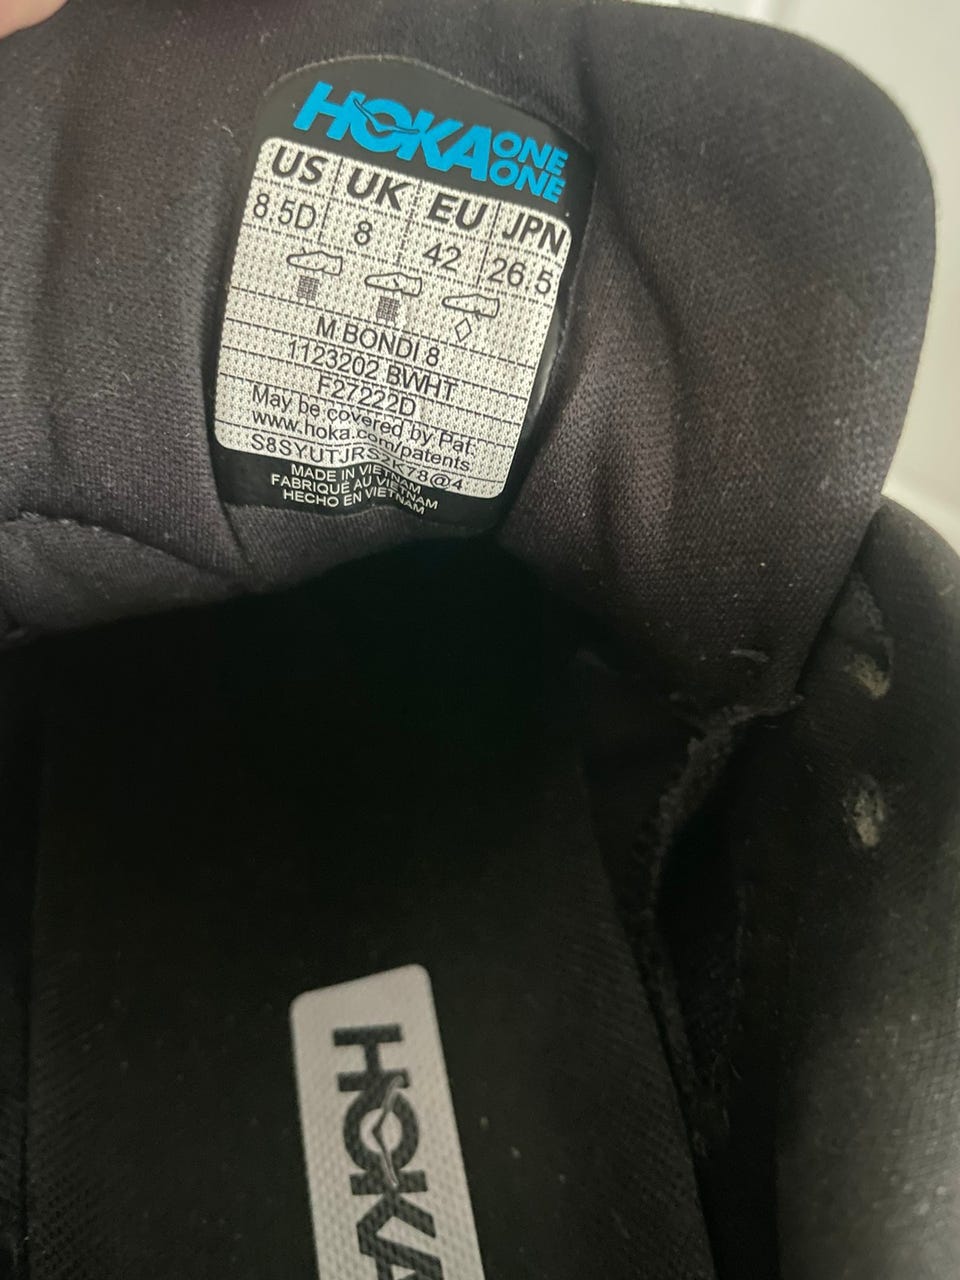 HOKA ONE ONE
US UK EU JPN
8.5D 8 42 26.5
M BONDI 8
1123202 BWHT
F27222D
May be covered by Pat.
www.hoka.com/patents
MADE IN VIETNAM
FABRIQUÉ AU VIETNAM
HECHO EN VIETNAM
HOKA